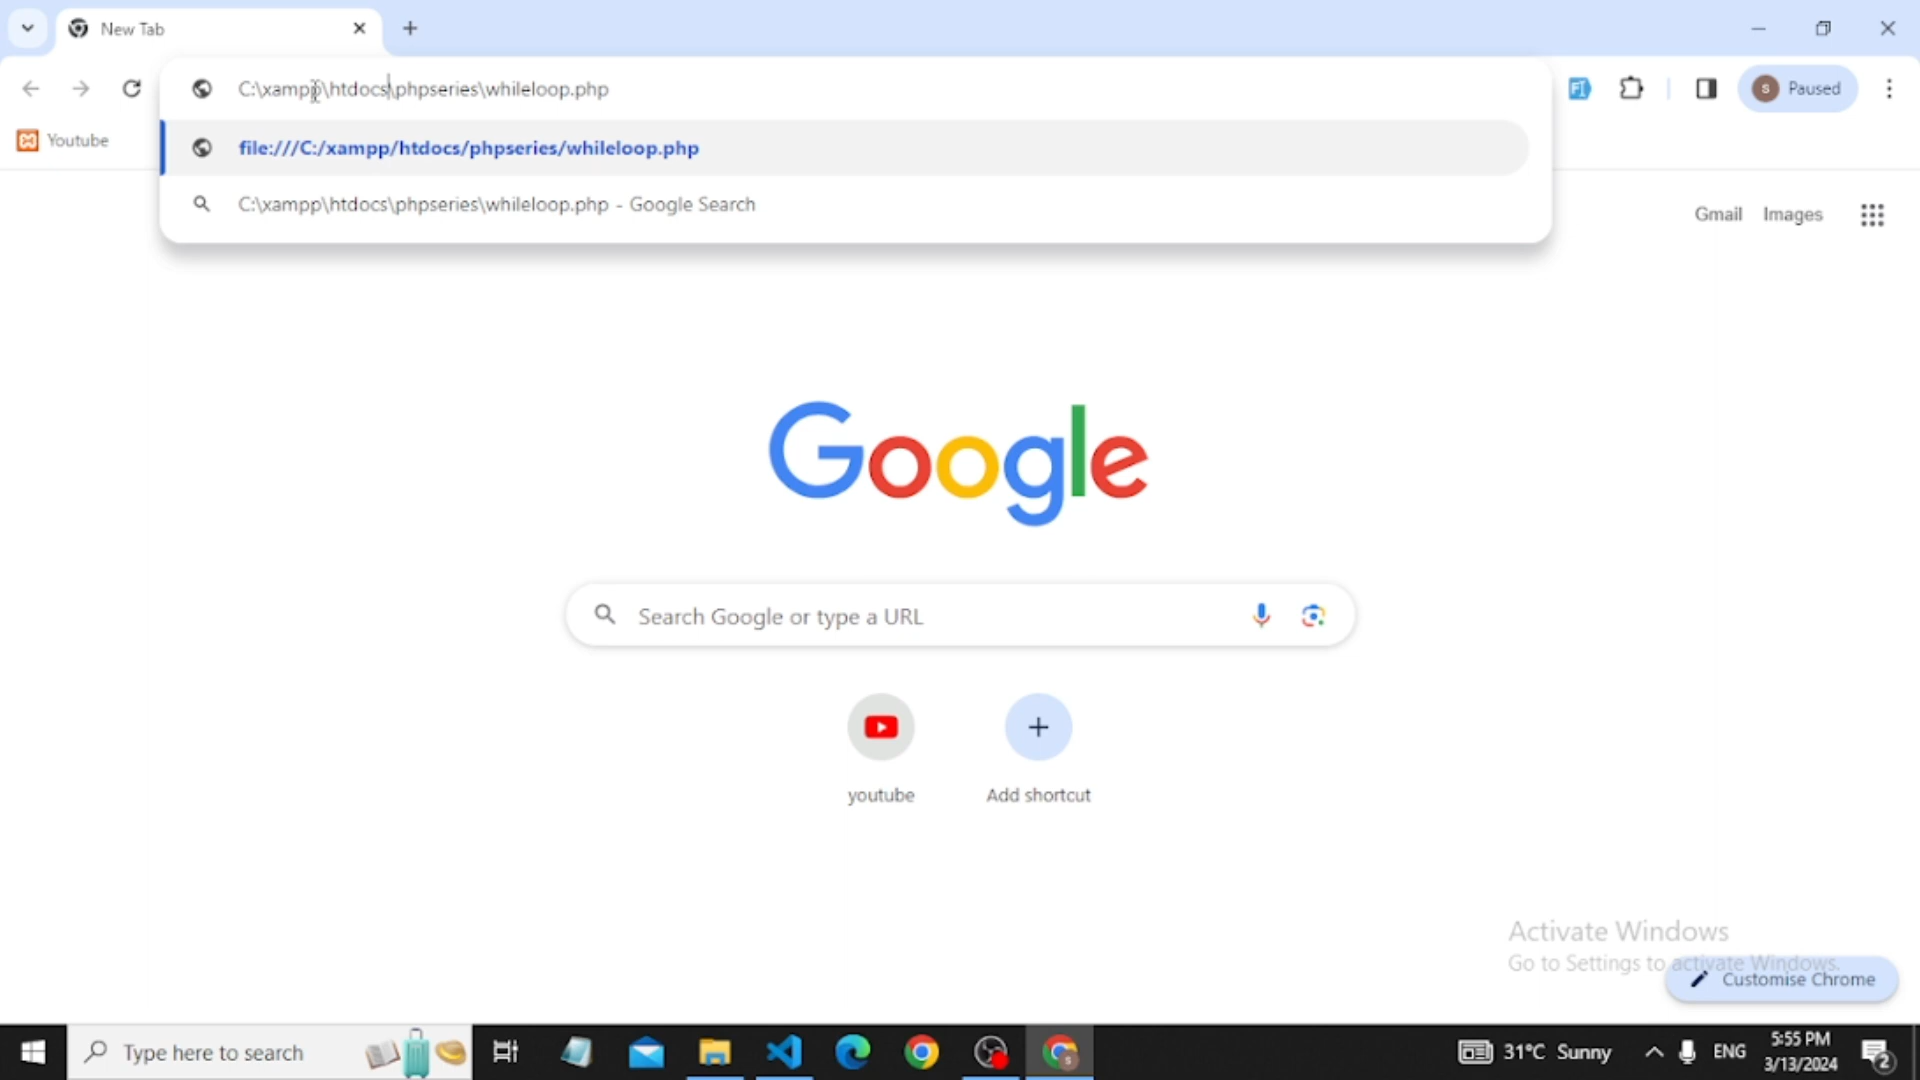 New Tab
C:\xampp\htdocs\phpseries\whileloop.php
Paused
S
Youtube
file:///C:/xampp/htdocs/phpseries/whileloop.php
C:\xampp\htdocs\phpseries\whileloop.php - Google Search
Gmail Images
Google
Search Google or type a URL
youtube
Add shortcut
Activate Windows
Go to Settings to activate Windows.
Customise Chrome
Type here to search
31°C Sunny
ENG
5:55 PM
3/13/2024
2